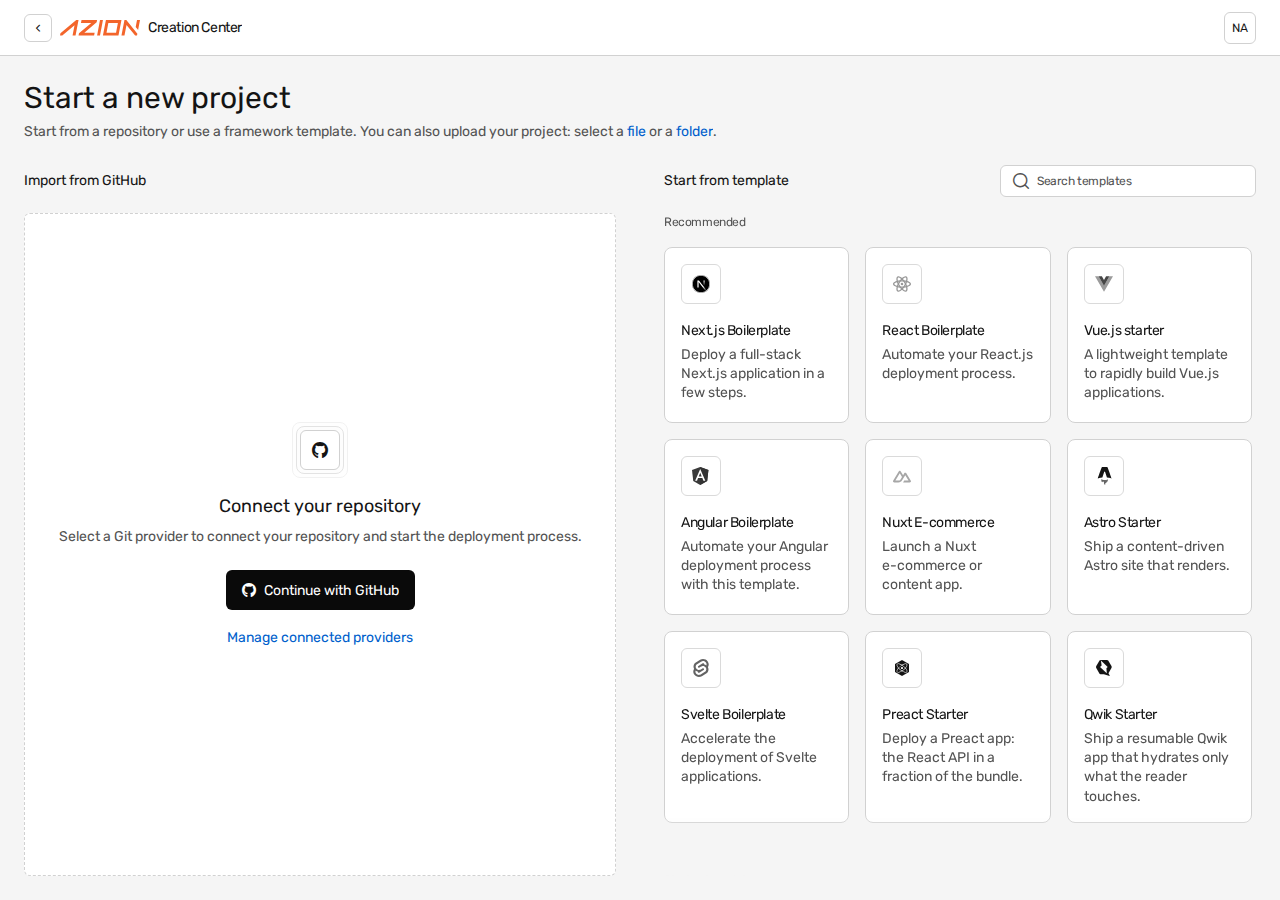 AZION Creation Center
NA
Start a new project
Start from a repository or use a framework template. You can also upload your project: select a file or a folder.
Import from GitHub
Connect your repository
Select a Git provider to connect your repository and start the deployment process.
Continue with GitHub
Manage connected providers
Start from template
Search templates
Recommended
Next.js Boilerplate
Deploy a full-stack
Next.js application in a
few steps.
React Boilerplate
Automate your React.js
deployment process.
Vue.js starter
A lightweight template
to rapidly build Vue.js
applications.
Angular Boilerplate
Automate your Angular
deployment process
with this template.
Nuxt E-commerce
Launch a Nuxt
e-commerce or
content app.
Astro Starter
Ship a content-driven
Astro site that renders.
Svelte Boilerplate
Accelerate the
deployment of Svelte
applications.
Preact Starter
Deploy a Preact app:
the React API in a
fraction of the bundle.
Qwik Starter
Ship a resumable Qwik
app that hydrates only
what the reader
touches.